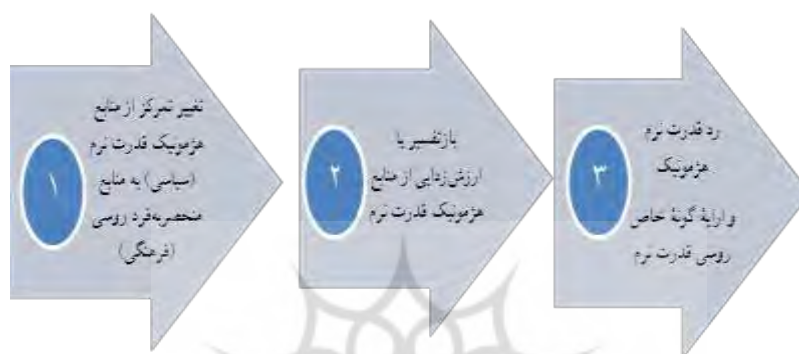 ۱
تغییر تمرکز از منابع
هژمونیک قدرت نرم
(سیاسی) به منابع
منحصربه‌فرد روسی
(فرهنگی)
۲
بازتفسیر یا
ارزش‌زدایی از منابع
هژمونیک قدرت نرم
۳
رد قدرت نرم
هژمونیک
و ارایهٔ گونهٔ خاص
روسی قدرت نرم